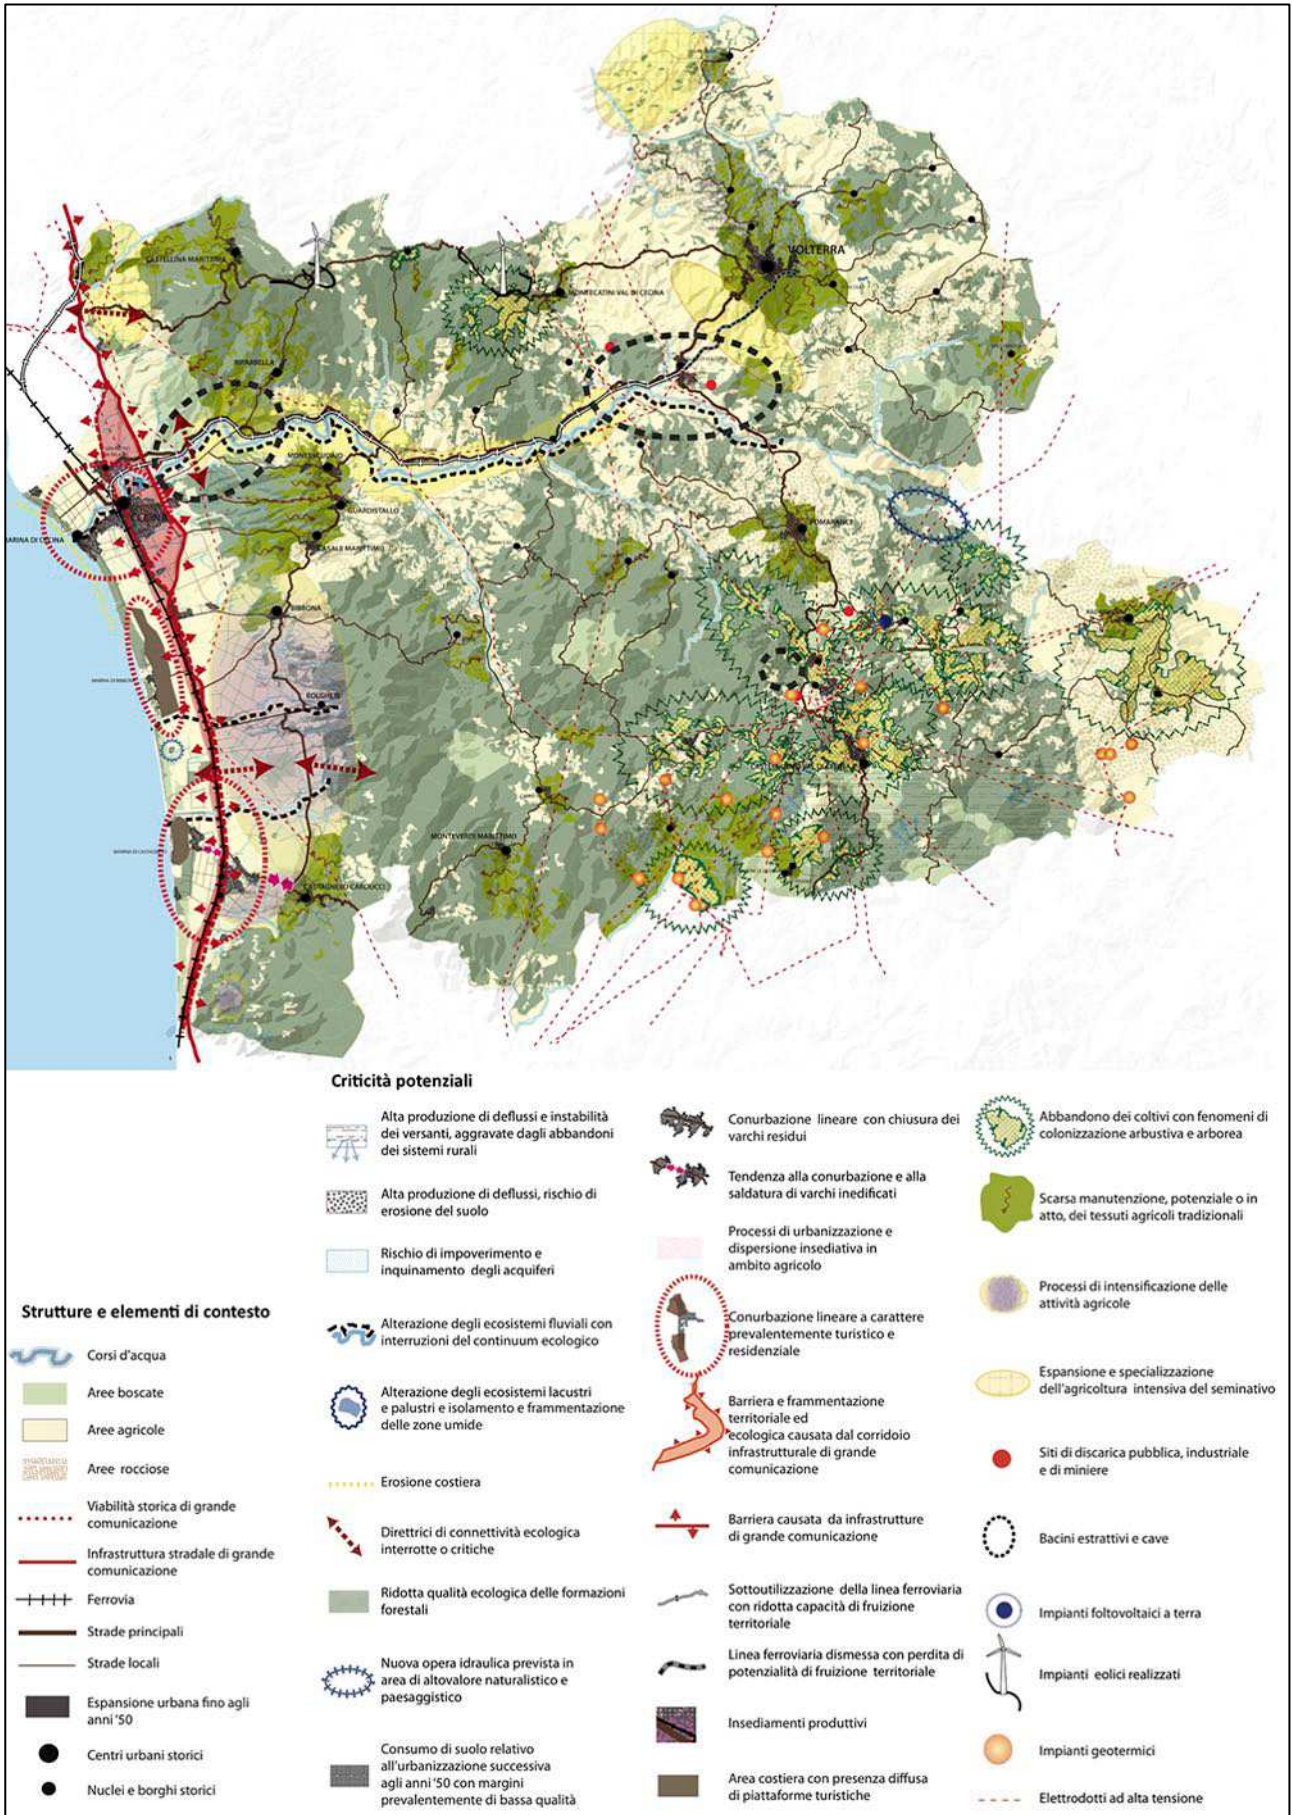 VOLTERRA
CASTELLINA MARITTIMA
MONTECATINI VAL DI CECINA
RIPARBELLA
MONTESCUDAIO
GUARDISTALLO
CASALE MARITTIMO
MARINA DI CECINA
CECINA
POMARANCE
BIBBONA
MARINA DI BIBBONA
BOLGHERI
MONTEVERDI MARITTIMO
CASTAGNETO CARDUCCI
Criticità potenziali
Alta produzione di deflussi e instabilità
dei versanti, aggravate dagli abbandoni
dei sistemi rurali
Alta produzione di deflussi, rischio di
erosione del suolo
Rischio di impoverimento e
inquinamento degli acquiferi
Alterazione degli ecosistemi fluviali con
interruzioni del continuum ecologico
Alterazione degli ecosistemi lacustri
e palustri e isolamento e frammentazione
delle zone umide
Erosione costiera
Direttrici di connettività ecologica
interrotte o critiche
Ridotta qualità ecologica delle formazioni
forestali
Nuova opera idraulica prevista in
area di altovalore naturalistico e
paesaggistico
Consumo di suolo relativo
all'urbanizzazione successiva
agli anni '50 con margini
prevalentemente di bassa qualità
Conurbazione lineare con chiusura dei
varchi residui
Tendenza alla conurbazione e alla
saldatura di varchi inedificati
Processi di urbanizzazione e
dispersione insediativa in
ambito agricolo
Conurbazione lineare a carattere
prevalentemente turistico e
residenziale
Barriera e frammentazione
territoriale ed
ecologica causata dal corridoio
infrastrutturale di grande
comunicazione
Barriera causata da infrastrutture
di grande comunicazione
Sottoutilizzazione della linea ferroviaria
con ridotta capacità di fruizione
territoriale
Linea ferroviaria dismessa con perdita di
potenzialità di fruizione territoriale
Insediamenti produttivi
Area costiera con presenza diffusa
di piattaforme turistiche
Abbandono dei coltivi con fenomeni di
colonizzazione arbustiva e arborea
Scarsa manutenzione, potenziale o in
atto, dei tessuti agricoli tradizionali
Processi di intensificazione delle
attività agricole
Espansione e specializzazione
dell'agricoltura intensiva del seminativo
Siti di discarica pubblica, industriale
e di miniere
Bacini estrattivi e cave
Impianti foltovoltaici a terra
Impianti eolici realizzati
Impianti geotermici
Elettrodotti ad alta tensione
Strutture e elementi di contesto
Corsi d'acqua
Aree boscate
Aree agricole
Aree rocciose
Viabilità storica di grande
comunicazione
Infrastruttura stradale di grande
comunicazione
Ferrovia
Strade principali
Strade locali
Espansione urbana fino agli
anni '50
Centri urbani storici
Nuclei e borghi storici